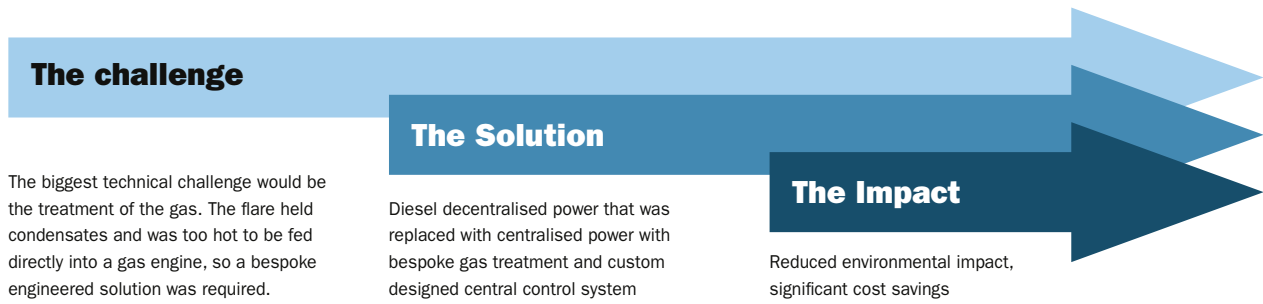 The challenge
The biggest technical challenge would be
the treatment of the gas. The flare held
condensates and was too hot to be fed
directly into a gas engine, so a bespoke
engineered solution was required.
The Solution
Diesel decentralised power that was
replaced with centralised power with
bespoke gas treatment and custom
designed central control system
The Impact
Reduced environmental impact,
significant cost savings